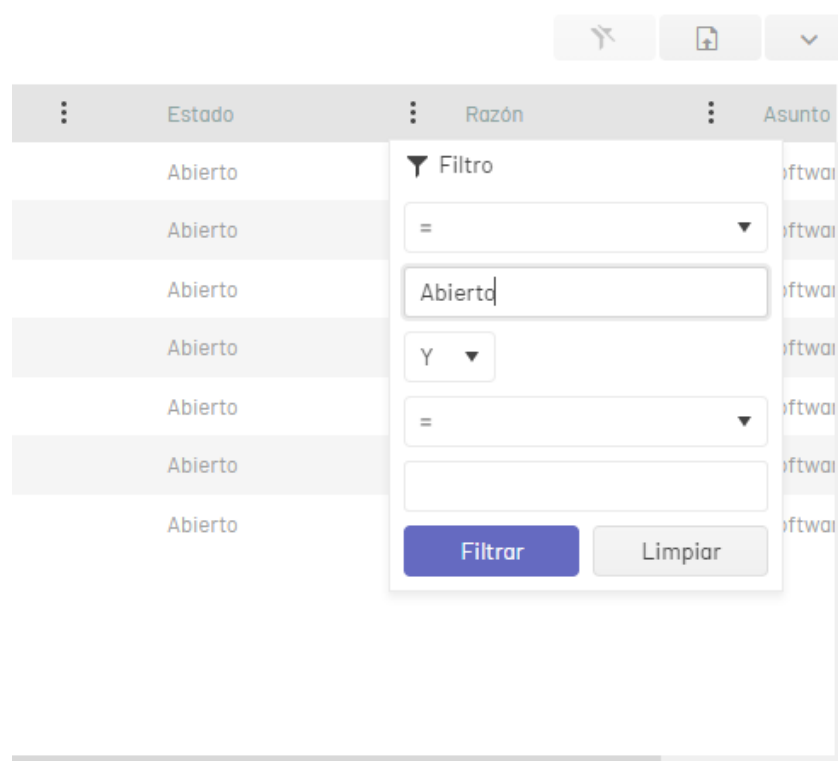 Estado Razón Asunto
Abierto
Filtro
Abierto
=
Abierto
Abierto
Abierto
Y
Abierto
=
Abierto
Abierto
Filtrar Limpiar